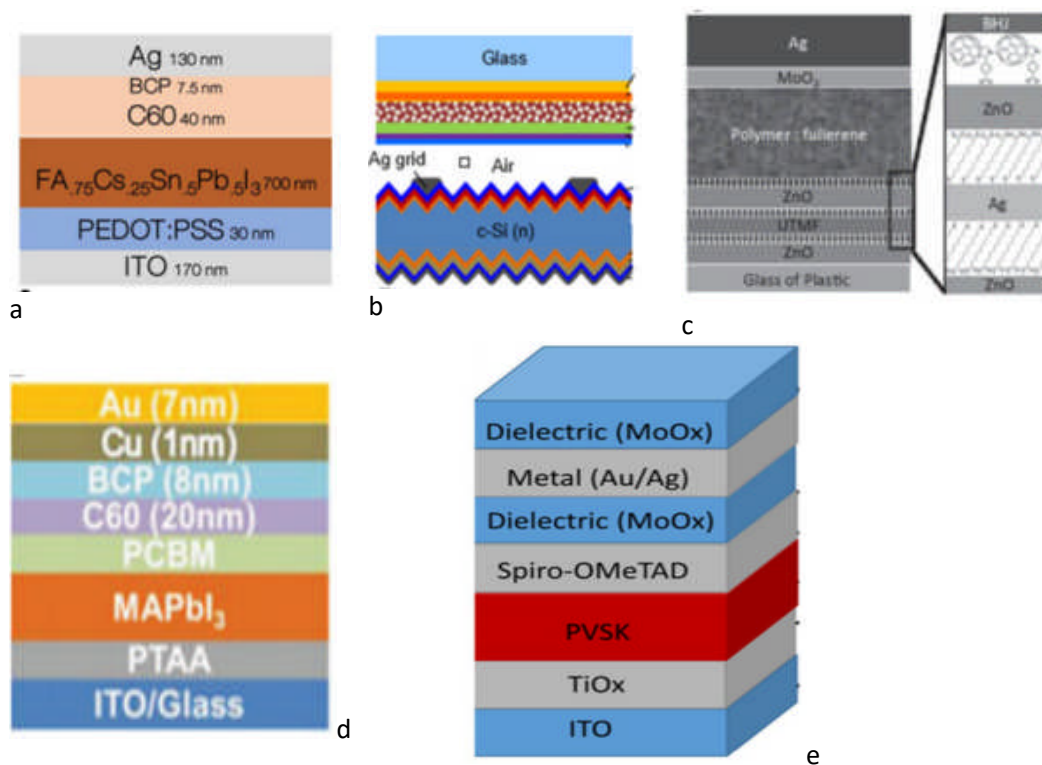 Ag 130 nm
BCP 7.5 nm
C60 40 nm
FA.75Cs.25Sn.5Pb.5I3 700 nm
PEDOT:PSS 30 nm
ITO 170 nm
a
Glass
Ag grid
Air
c-Si (n)
b
Ag
MoO2
Polymer : fullerene
ZnO
UTMF
ZnO
Glass of Plastic
BHJ
ZnO
Ag
ZnO
c
Au (7nm)
Cu (1nm)
BCP (8nm)
C60 (20nm)
PCBM
MAPbI3
PTAA
ITO/Glass
d
Dielectric (MoOx)
Metal (Au/Ag)
Dielectric (MoOx)
Spiro-OMeTAD
PVSK
TiOx
ITO
e